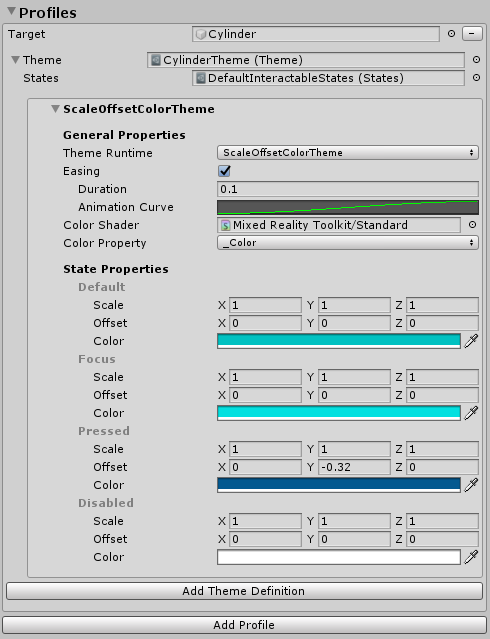 Profiles
Target Cylinder
Theme CylinderTheme (Theme)
States DefaultInteractableStates (States)
ScaleOffsetColorTheme
General Properties
Theme Runtime ScaleOffsetColorTheme
Easing
Duration 0.1
Animation Curve
Color Shader Mixed Reality Toolkit/Standard
Color Property _Color
State Properties
Default
Scale X 1 Y 1 Z 1
Offset X 0 Y 0 Z 0
Color
Focus
Scale X 1 Y 1 Z 1
Offset X 0 Y 0 Z 0
Color
Pressed
Scale X 1 Y 1 Z 1
Offset X 0 Y -0.32 Z 0
Color
Disabled
Scale X 1 Y 1 Z 1
Offset X 0 Y 0 Z 0
Color
Add Theme Definition
Add Profile